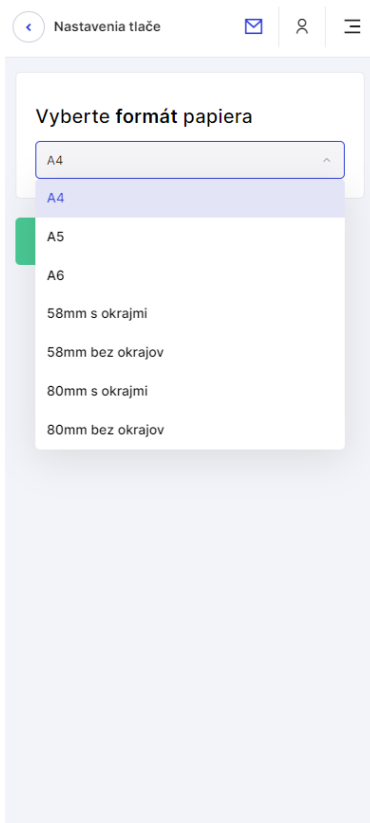 Nastavenia tlače
Vyberte formát papiera
A4
A4
A5
A6
58mm s okrajmi
58mm bez okrajov
80mm s okrajmi
80mm bez okrajov